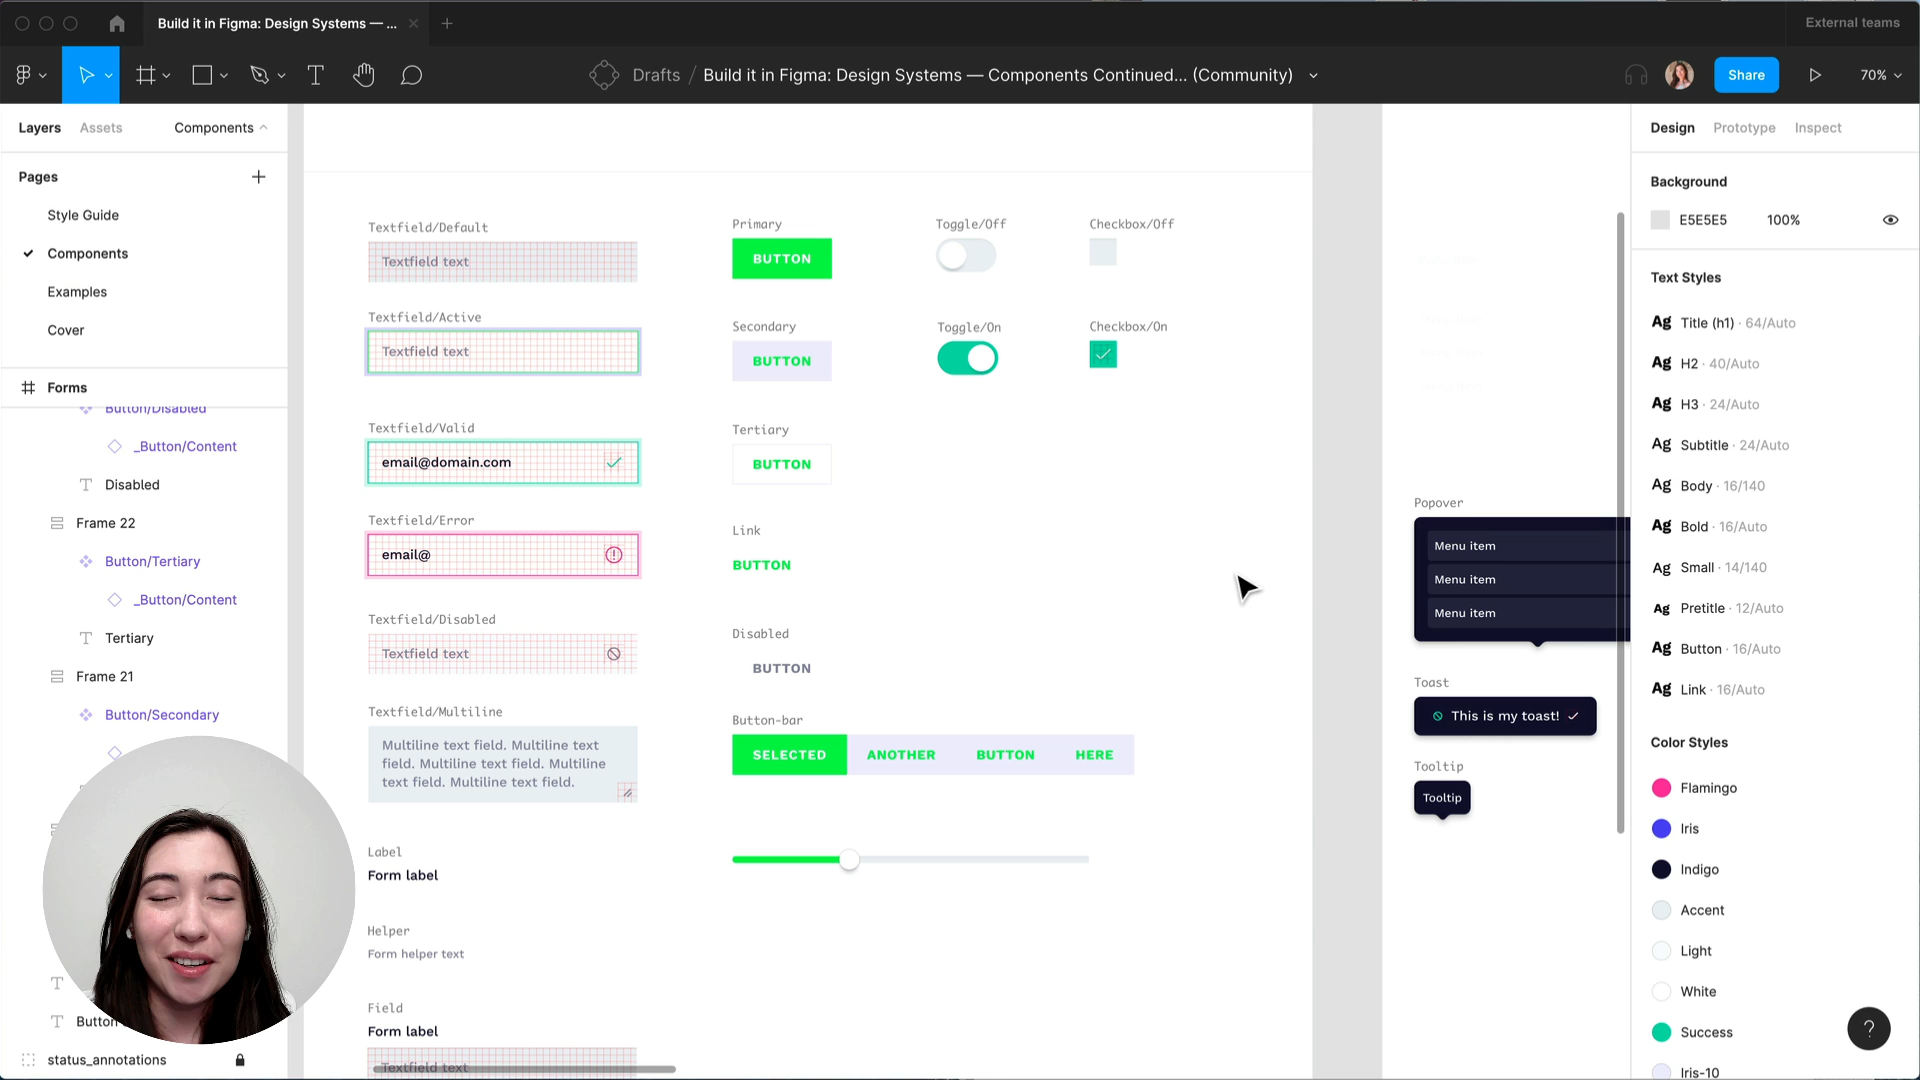 Build it in Figma: Design Systems — ...
External teams
Drafts / Build it in Figma: Design Systems — Components Continued... (Community)
Share
70%
Layers
Assets
Components
Pages
Style Guide
Components
Examples
Cover
Forms
Button/Disabled
_Button/Content
Disabled
Frame 22
Button/Tertiary
_Button/Content
Tertiary
Frame 21
Button/Secondary
Button
status_annotations
Textfield/Default
Textfield text
Textfield/Active
Textfield text
Textfield/Valid
email@domain.com
Textfield/Error
email@
Textfield/Disabled
Textfield text
Textfield/Multiline
Multiline text field. Multiline text
field. Multiline text field. Multiline
text field. Multiline text field.
Label
Form label
Helper
Form helper text
Field
Form label
Textfield text
Primary
BUTTON
Secondary
BUTTON
Tertiary
BUTTON
Link
BUTTON
Disabled
BUTTON
Button-bar
SELECTED
ANOTHER
BUTTON
HERE
Toggle/Off
Toggle/On
Checkbox/Off
Checkbox/On
Popover
Menu item
Menu item
Menu item
Toast
This is my toast!
Tooltip
Tooltip
Design
Prototype
Inspect
Background
E5E5E5
100%
Text Styles
Ag Title (h1) · 64/Auto
Ag H2 · 40/Auto
Ag H3 · 24/Auto
Ag Subtitle · 24/Auto
Ag Body · 16/140
Ag Bold · 16/Auto
Ag Small · 14/140
Ag Pretitle · 12/Auto
Ag Button · 16/Auto
Ag Link · 16/Auto
Color Styles
Flamingo
Iris
Indigo
Accent
Light
White
Success
Iris-10
?